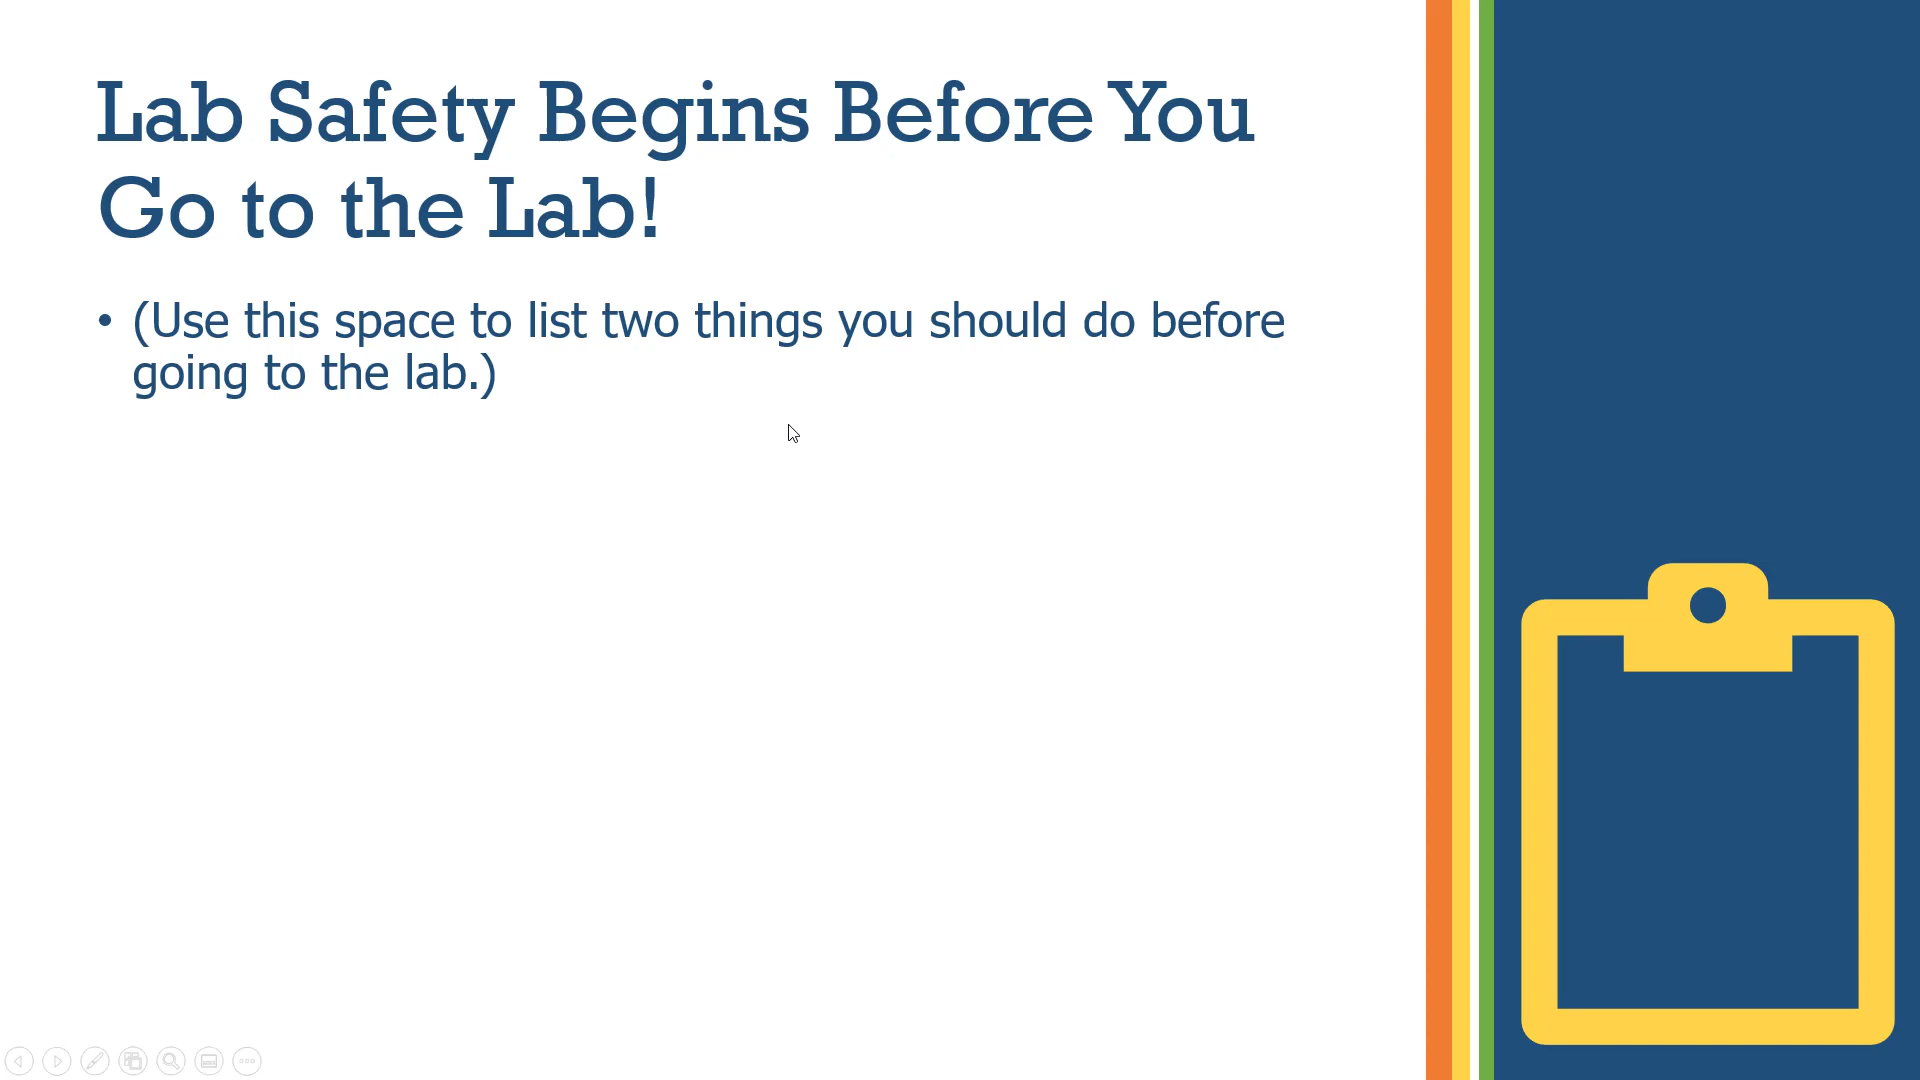 Lab Safety Begins Before You
Go to the Lab!
• (Use this space to list two things you should do before
going to the lab.)